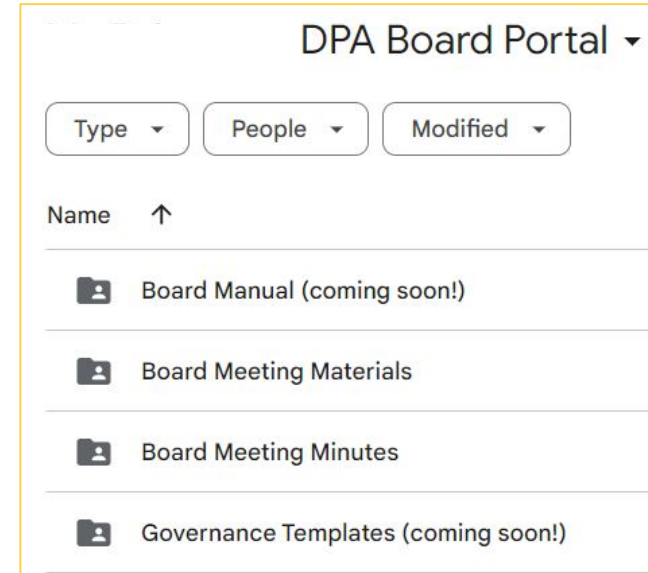 DPA Board Portal
Type People Modified
Name
Board Manual (coming soon!)
Board Meeting Materials
Board Meeting Minutes
Governance Templates (coming soon!)